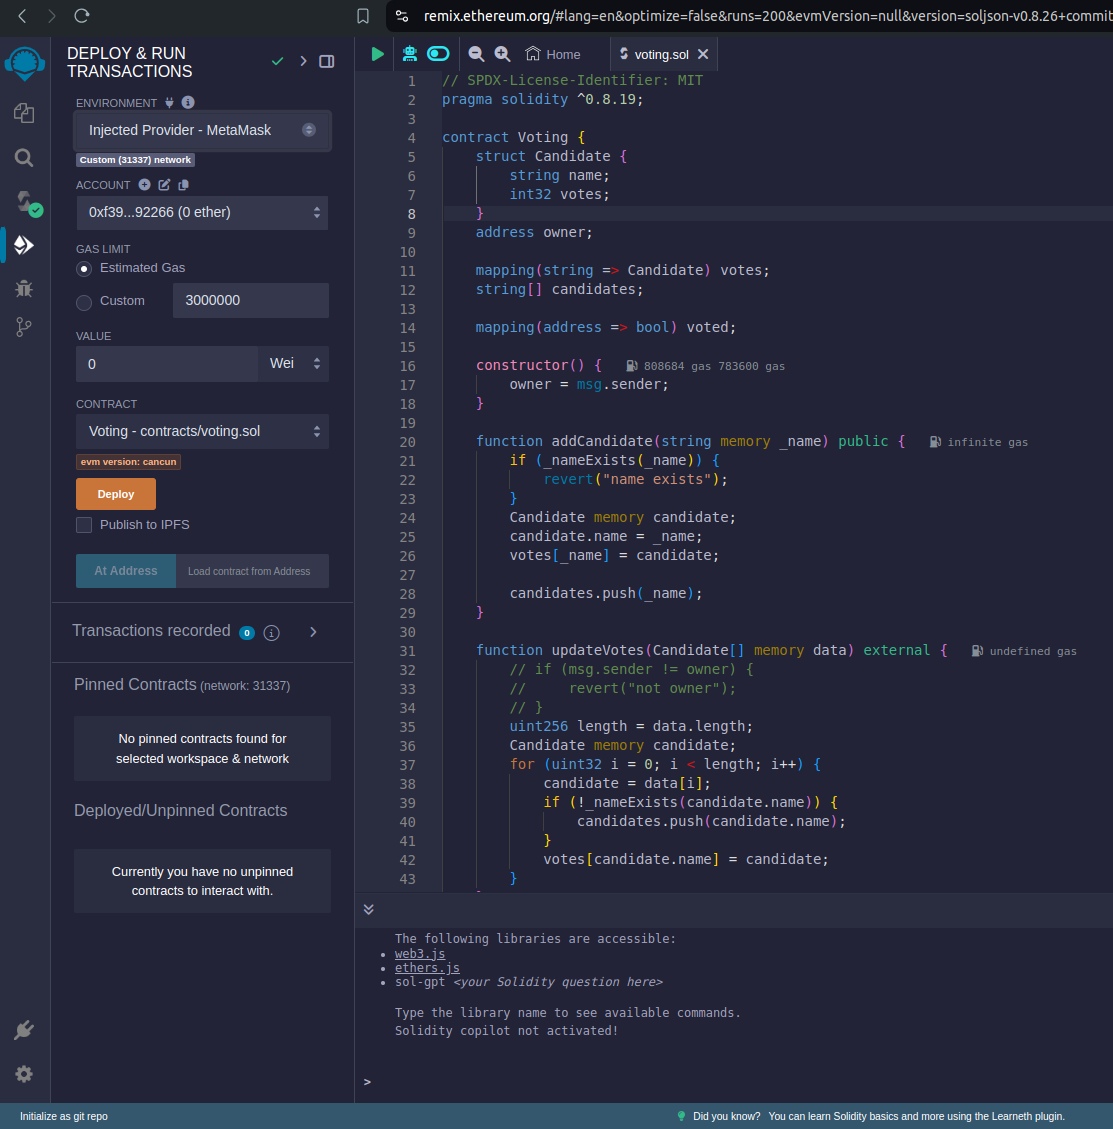 remix.ethereum.org/#lang=en&optimize=false&runs=200&evmVersion=null&version=soljson-v0.8.26+commit
DEPLOY & RUN
TRANSACTIONS
ENVIRONMENT
Injected Provider - MetaMask
Custom (31337) network
ACCOUNT
0xf39...92266 (0 ether)
GAS LIMIT
Estimated Gas
Custom
3000000
VALUE
0
Wei
CONTRACT
Voting - contracts/voting.sol
evm version: cancun
Deploy
Publish to IPFS
At Address
Load contract from Address
Transactions recorded 0 i
Pinned Contracts (network: 31337)
No pinned contracts found for
selected workspace & network
Deployed/Unpinned Contracts
Currently you have no unpinned
contracts to interact with.
Home
voting.sol
1 // SPDX-License-Identifier: MIT
2 pragma solidity ^0.8.19;
3
4 contract Voting {
5     struct Candidate {
6         string name;
7         int32 votes;
8     }
9     address owner;
10
11     mapping(string => Candidate) votes;
12     string[] candidates;
13
14     mapping(address => bool) voted;
15
16     constructor() { 808684 gas 783600 gas
17         owner = msg.sender;
18     }
19
20     function addCandidate(string memory _name) public { infinite gas
21         if (_nameExists(_name)) {
22             revert("name exists");
23         }
24         Candidate memory candidate;
25         candidate.name = _name;
26         votes[_name] = candidate;
27
28         candidates.push(_name);
29     }
30
31     function updateVotes(Candidate[] memory data) external { undefined gas
32         // if (msg.sender != owner) {
33         //     revert("not owner");
34         // }
35         uint256 length = data.length;
36         Candidate memory candidate;
37         for (uint32 i = 0; i < length; i++) {
38             candidate = data[i];
39             if (!_nameExists(candidate.name)) {
40                 candidates.push(candidate.name);
41             }
42             votes[candidate.name] = candidate;
43         }
The following libraries are accessible:
• web3.js
• ethers.js
• sol-gpt <your Solidity question here>
Type the library name to see available commands.
Solidity copilot not activated!
>
Initialize as git repo
Did you know? You can learn Solidity basics and more using the Learneth plugin.